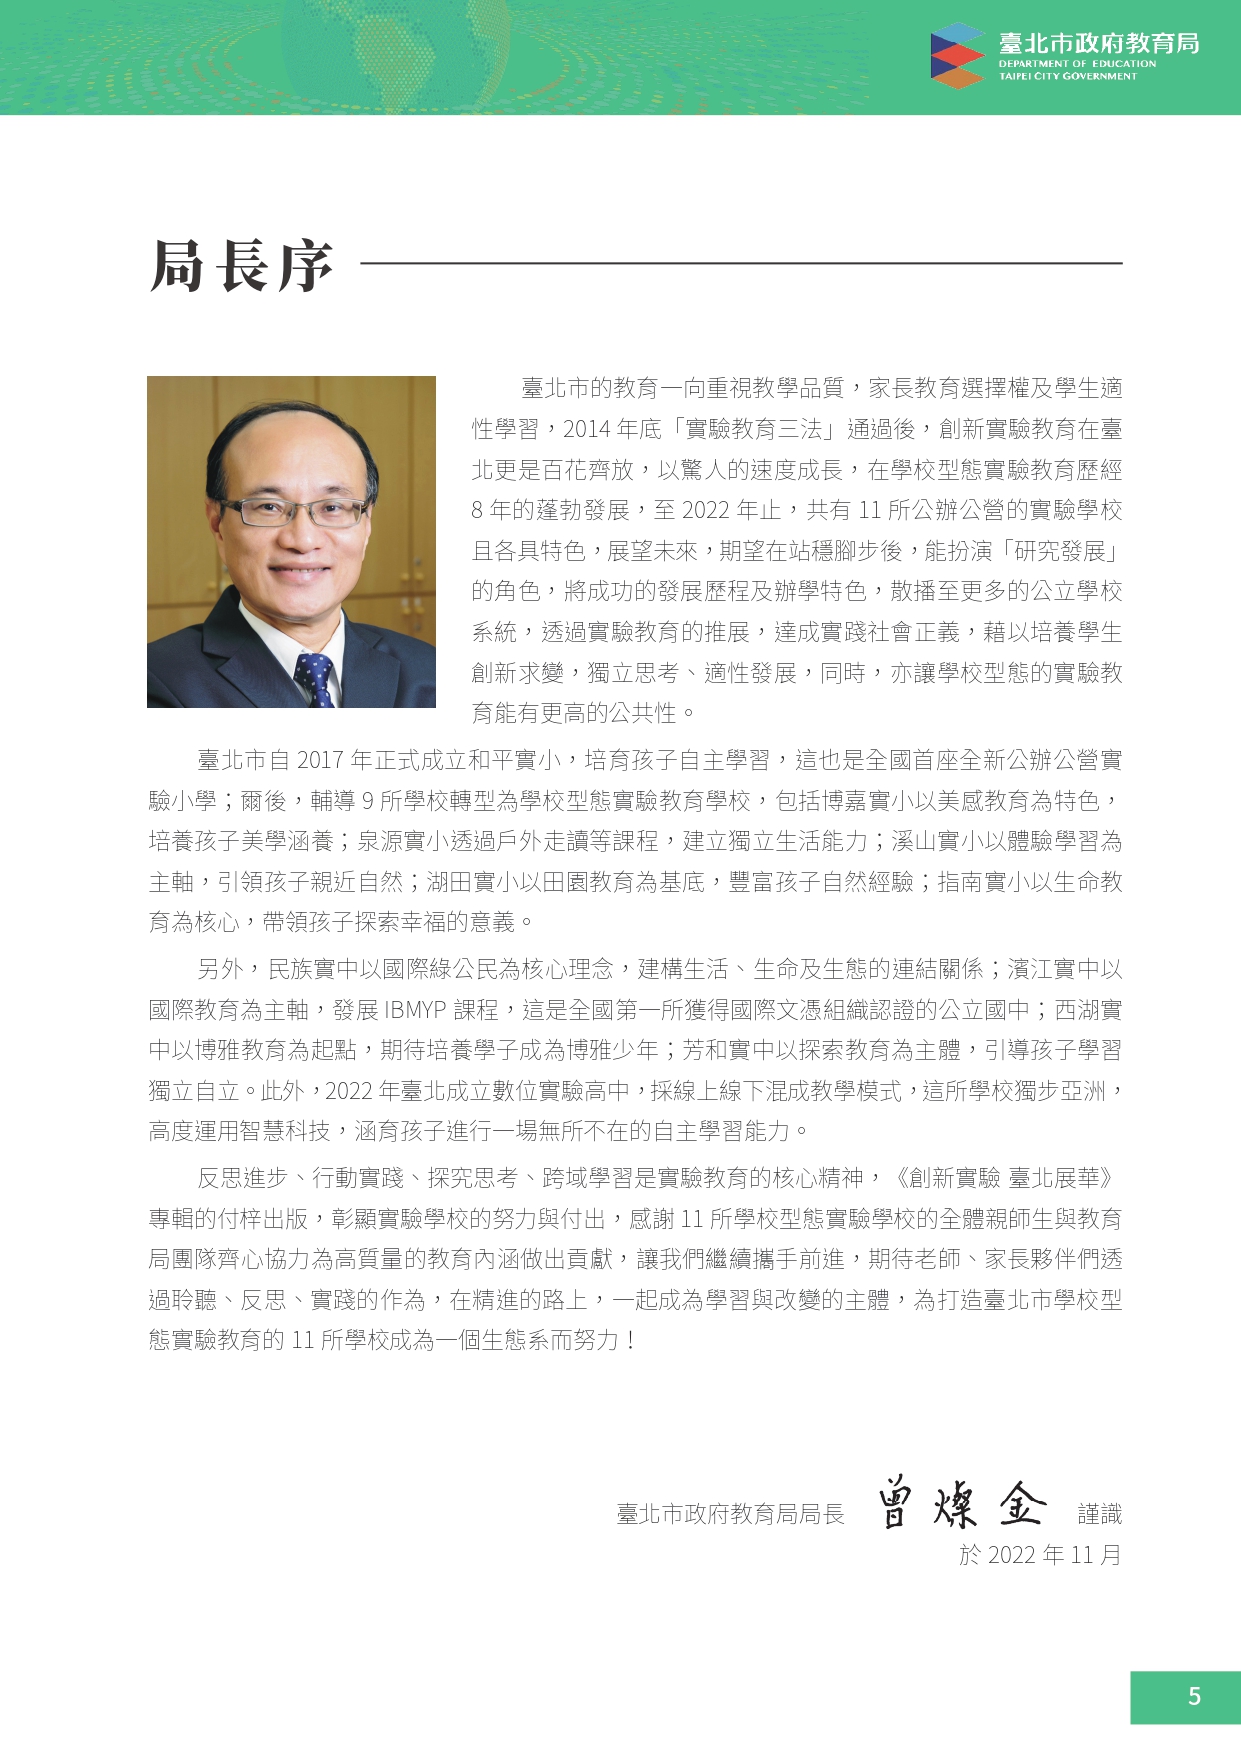 臺北市政府教育局
DEPARTMENT OF EDUCATION
TAIPEI CITY GOVERNMENT
局長序
臺北市的教育一向重視教學品質，家長教育選擇權及學生適
性學習，2014 年底「實驗教育三法」通過後，創新實驗教育在臺
北更是百花齊放，以驚人的速度成長，在學校型態實驗教育歷經
8 年的蓬勃發展，至 2022 年止，共有 11 所公辦公營的實驗學校
且各具特色，展望未來，期望在站穩腳步後，能扮演「研究發展」
的角色，將成功的發展歷程及辦學特色，散播至更多的公立學校
系統，透過實驗教育的推展，達成實踐社會正義，藉以培養學生
創新求變，獨立思考、適性發展，同時，亦讓學校型態的實驗教
育能有更高的公共性。
臺北市自 2017 年正式成立和平實小，培育孩子自主學習，這也是全國首座全新公辦公營實
驗小學；爾後，輔導 9 所學校轉型為學校型態實驗教育學校，包括博嘉實小以美感教育為特色，
培養孩子美學涵養；泉源實小透過戶外走讀等課程，建立獨立生活能力；溪山實小以體驗學習為
主軸，引領孩子親近自然；湖田實小以田園教育為基底，豐富孩子自然經驗；指南實小以生命教
育為核心，帶領孩子探索幸福的意義。
另外，民族實中以國際綠公民為核心理念，建構生活、生命及生態的連結關係；濱江實中以
國際教育為主軸，發展 IBMYP 課程，這是全國第一所獲得國際文憑組織認證的公立國中；西湖實
中以博雅教育為起點，期待培養學子成為博雅少年；芳和實中以探索教育為主體，引導孩子學習
獨立自立。此外，2022 年臺北成立數位實驗高中，採線上線下混成教學模式，這所學校獨步亞洲，
高度運用智慧科技，涵育孩子進行一場無所不在的自主學習能力。
反思進步、行動實踐、探究思考、跨域學習是實驗教育的核心精神，《創新實驗 臺北展華》
專輯的付梓出版，彰顯實驗學校的努力與付出，感謝 11 所學校型態實驗學校的全體親師生與教育
局團隊齊心協力為高質量的教育內涵做出貢獻，讓我們繼續攜手前進，期待老師、家長夥伴們透
過聆聽、反思、實踐的作為，在精進的路上，一起成為學習與改變的主體，為打造臺北市學校型
態實驗教育的 11 所學校成為一個生態系而努力！
臺北市政府教育局局長 曾燦金 謹識
於 2022 年 11 月
5